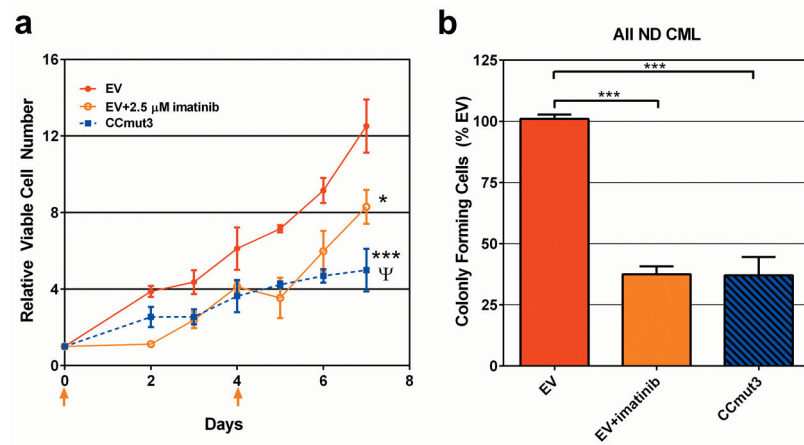 a
Relative Viable Cell Number
16
12
8
4
0
EV
EV+2.5 μM imatinib
CCmut3
*
***
Ψ
0
2
4
6
8
Days
b
All ND CML
Colonly Forming Cells (% EV)
125
100
75
50
25
0
***
***
EV
EV+imatinib
CCmut3